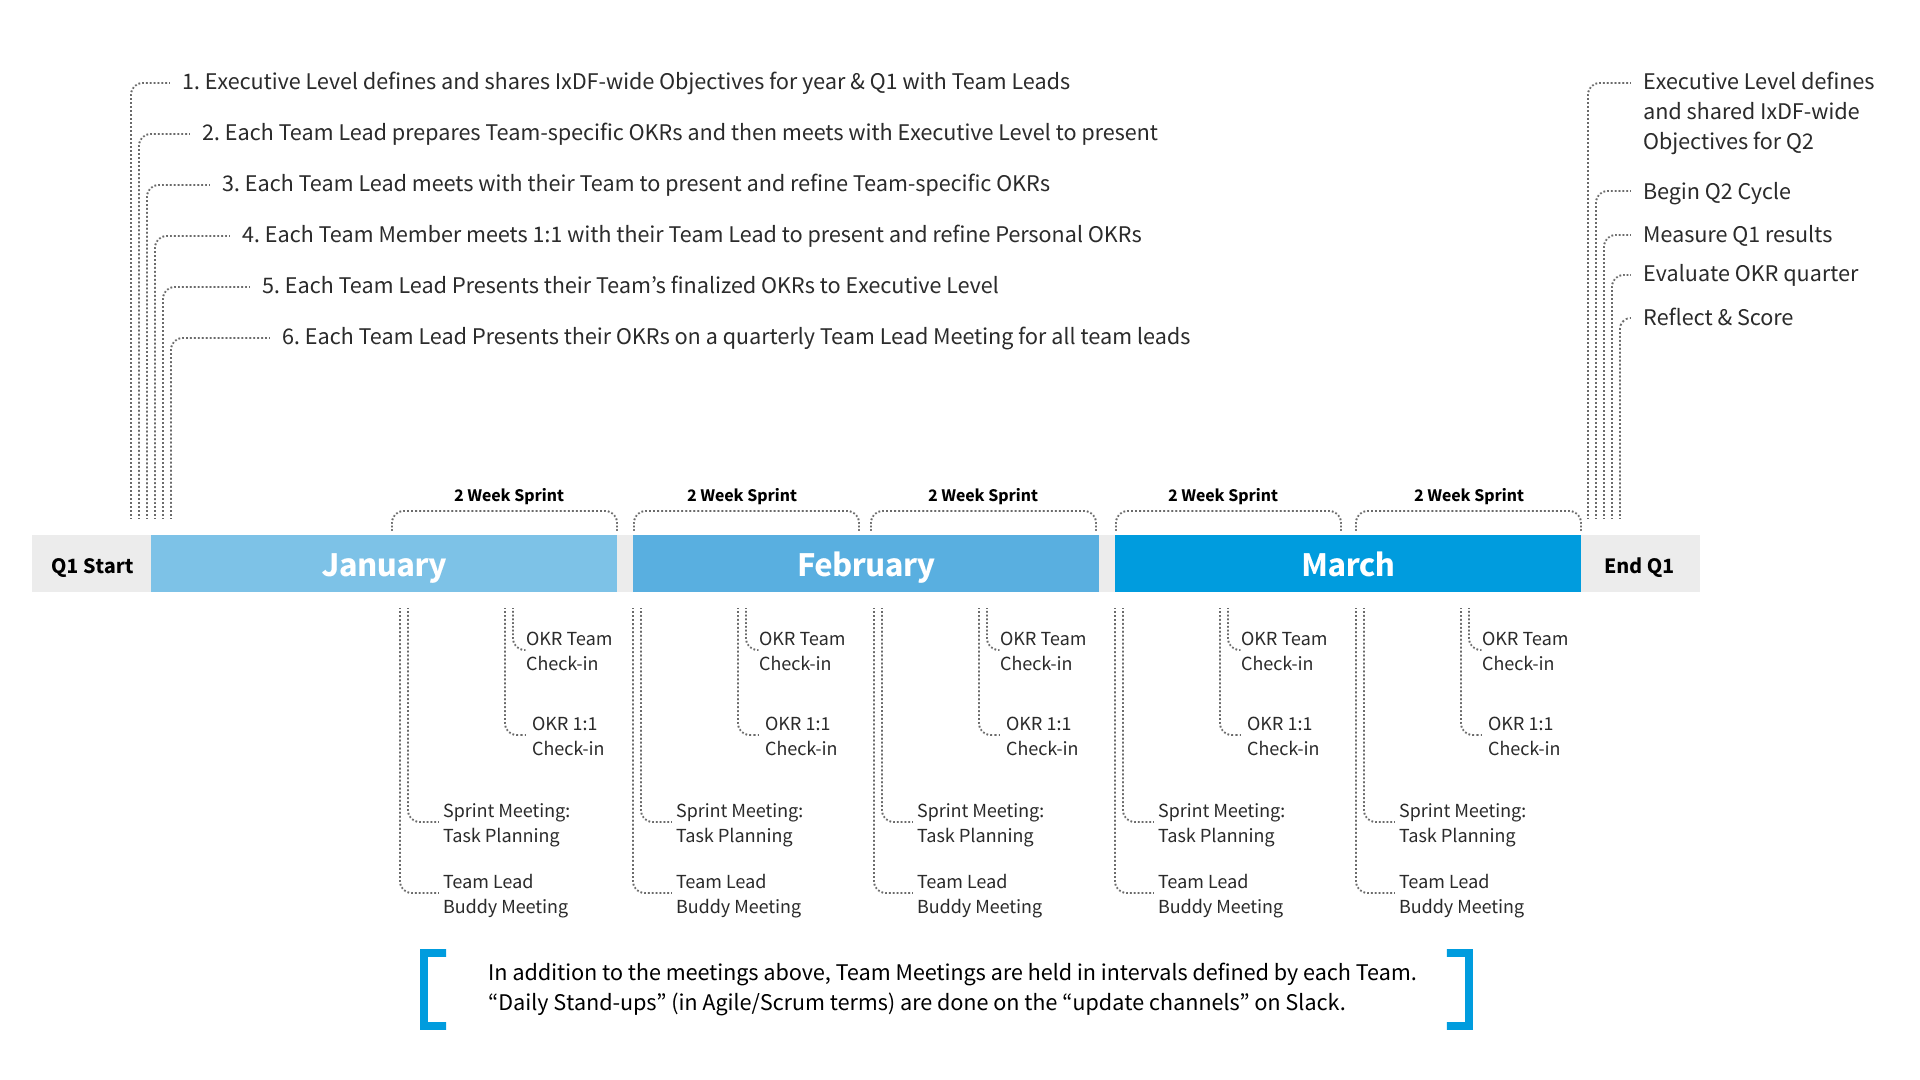 1. Executive Level defines and shares IxDF-wide Objectives for year & Q1 with Team Leads
2. Each Team Lead prepares Team-specific OKRs and then meets with Executive Level to present
3. Each Team Lead meets with their Team to present and refine Team-specific OKRs
4. Each Team Member meets 1:1 with their Team Lead to present and refine Personal OKRs
5. Each Team Lead Presents their Team’s finalized OKRs to Executive Level
6. Each Team Lead Presents their OKRs on a quarterly Team Lead Meeting for all team leads
Executive Level defines
and shared IxDF-wide
Objectives for Q2
Begin Q2 Cycle
Measure Q1 results
Evaluate OKR quarter
Reflect & Score
2 Week Sprint
2 Week Sprint
2 Week Sprint
2 Week Sprint
2 Week Sprint
Q1 Start
January
February
March
End Q1
OKR Team
Check-in
OKR 1:1
Check-in
Sprint Meeting:
Task Planning
Team Lead
Buddy Meeting
OKR Team
Check-in
OKR 1:1
Check-in
Sprint Meeting:
Task Planning
Team Lead
Buddy Meeting
OKR Team
Check-in
OKR 1:1
Check-in
Sprint Meeting:
Task Planning
Team Lead
Buddy Meeting
OKR Team
Check-in
OKR 1:1
Check-in
Sprint Meeting:
Task Planning
Team Lead
Buddy Meeting
OKR Team
Check-in
OKR 1:1
Check-in
Sprint Meeting:
Task Planning
Team Lead
Buddy Meeting
In addition to the meetings above, Team Meetings are held in intervals defined by each Team.
“Daily Stand-ups” (in Agile/Scrum terms) are done on the “update channels” on Slack.